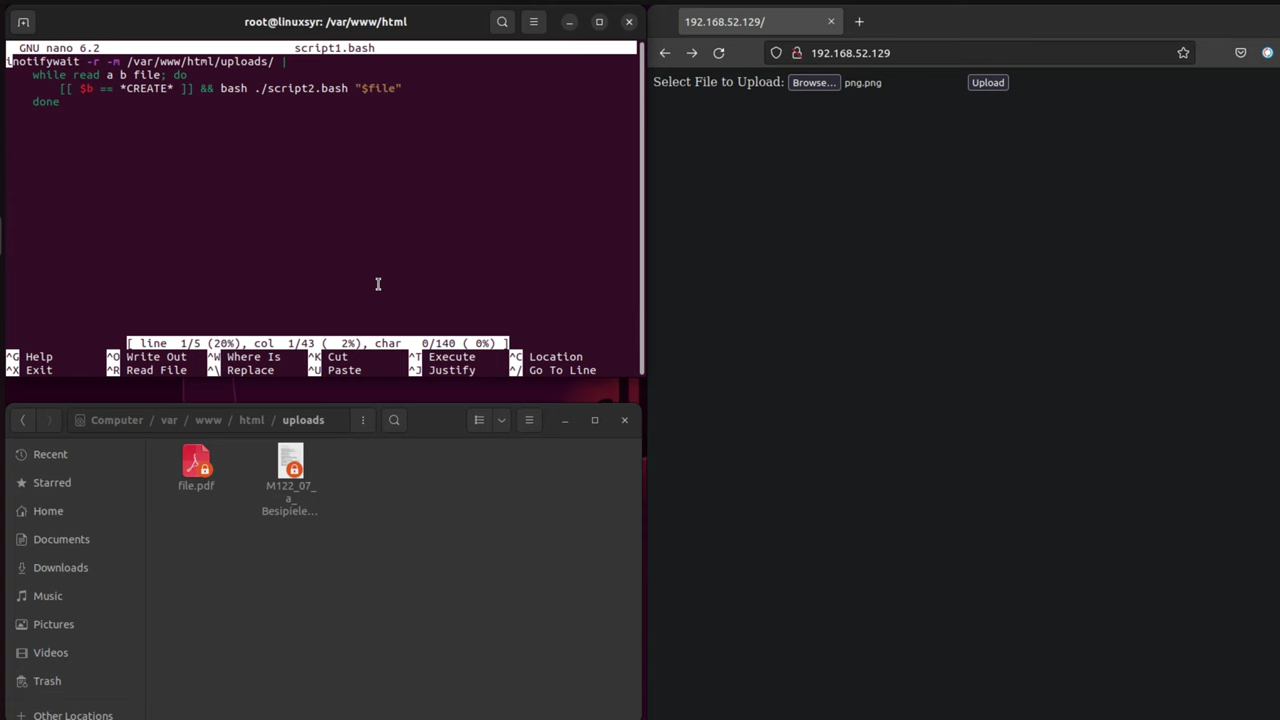 root@linuxsyr: /var/www/html
GNU nano 6.2 script1.bash
inotifywait -r -m /var/www/html/uploads/ |
while read a b file; do
[[ $b == *CREATE* ]] && bash ./script2.bash "$file"
done
[ line 1/5 (20%), col 1/43 ( 2%), char 0/140 ( 0%) ]
^G Help ^O Write Out ^W Where Is ^K Cut ^T Execute ^C Location
^X Exit ^R Read File ^\ Replace ^U Paste ^J Justify ^/ Go To Line
Computer / var / www / html / uploads
Recent
Starred
Home
Documents
Downloads
Music
Pictures
Videos
Trash
+ Other Locations
file.pdf
M122_07_
a_
Besipiele...
192.168.52.129/
192.168.52.129
Select File to Upload: Browse... png.png Upload